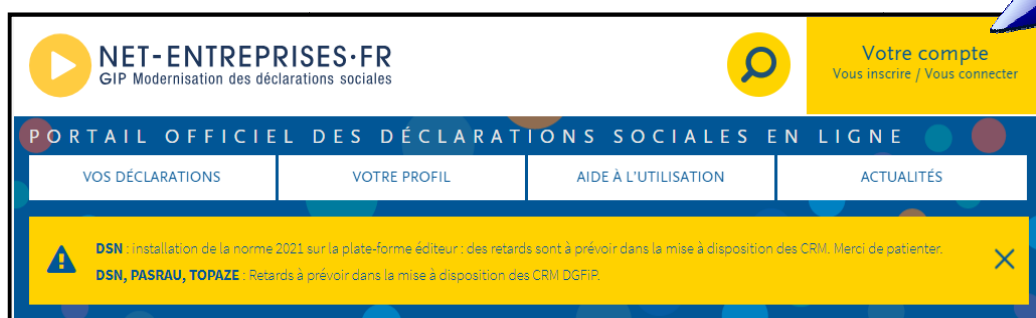 NET-ENTREPRISES·FR
GIP Modernisation des déclarations sociales
Votre compte
Vous inscrire / Vous connecter
PORTAIL OFFICIEL DES DÉCLARATIONS SOCIALES EN LIGNE
VOS DÉCLARATIONS
VOTRE PROFIL
AIDE À L'UTILISATION
ACTUALITÉS
DSN : installation de la norme 2021 sur la plate-forme éditeur : des retards sont à prévoir dans la mise à disposition des CRM. Merci de patienter.
DSN, PASRAU, TOPAZE : Retards à prévoir dans la mise à disposition des CRM DGFiP.